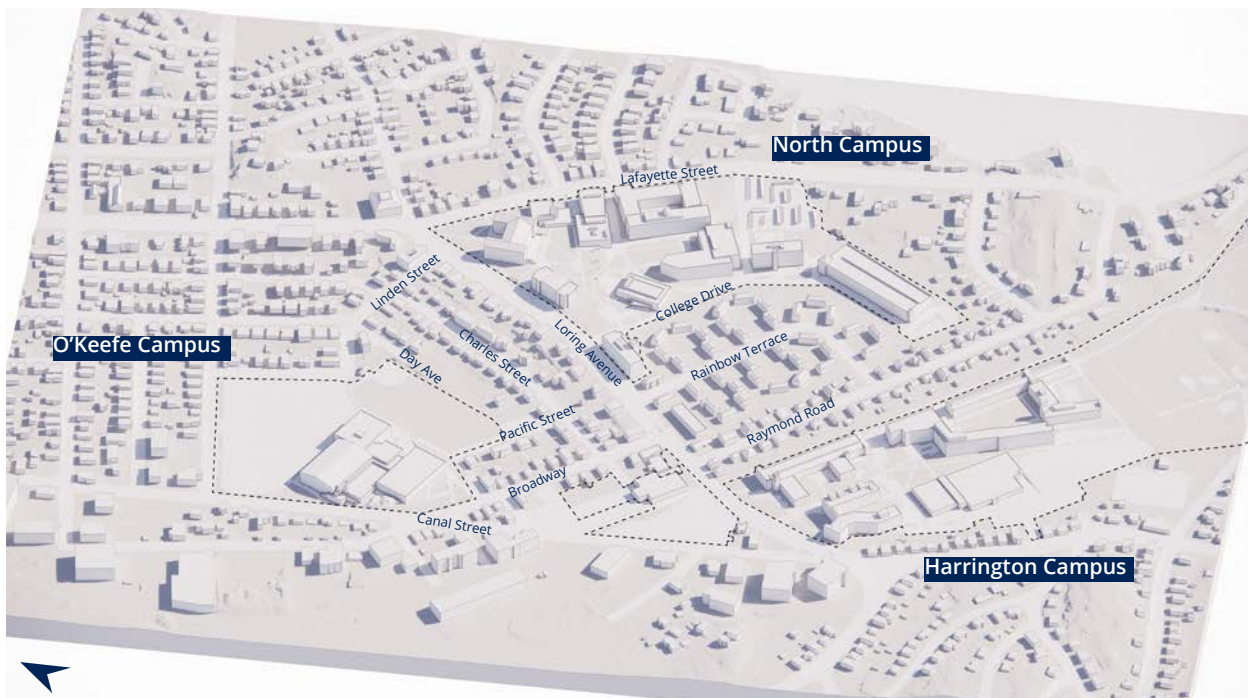 North Campus
Lafayette Street
Linden Street
College Drive
O'Keefe Campus
Loring Avenue
Charles Street
Rainbow Terrace
Day Ave
Pacific Street
Raymond Road
Broadway
Canal Street
Harrington Campus